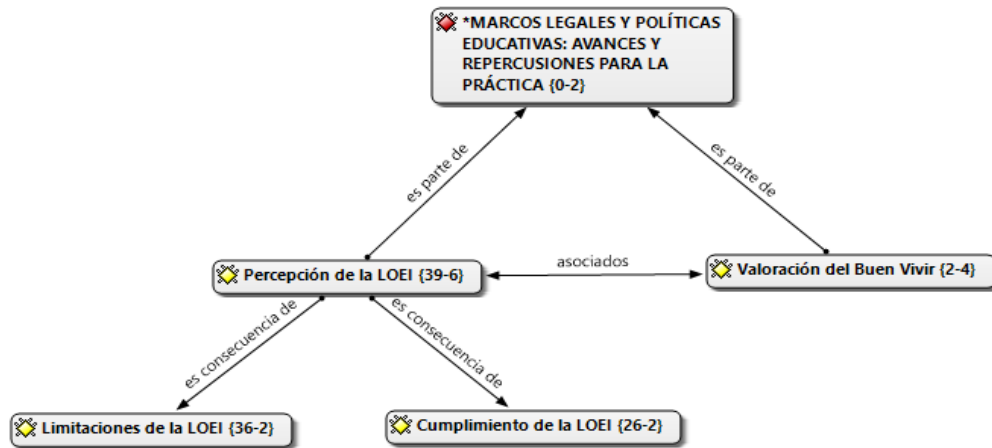 *MARCOS LEGALES Y POLÍTICAS
EDUCATIVAS: AVANCES Y
REPERCUSIONES PARA LA
PRÁCTICA {0-2}
es parte de
es parte de
asociados
Percepción de la LOEI {39-6}
Valoración del Buen Vivir {2-4}
es consecuencia de
es consecuencia de
Limitaciones de la LOEI {36-2}
Cumplimiento de la LOEI {26-2}